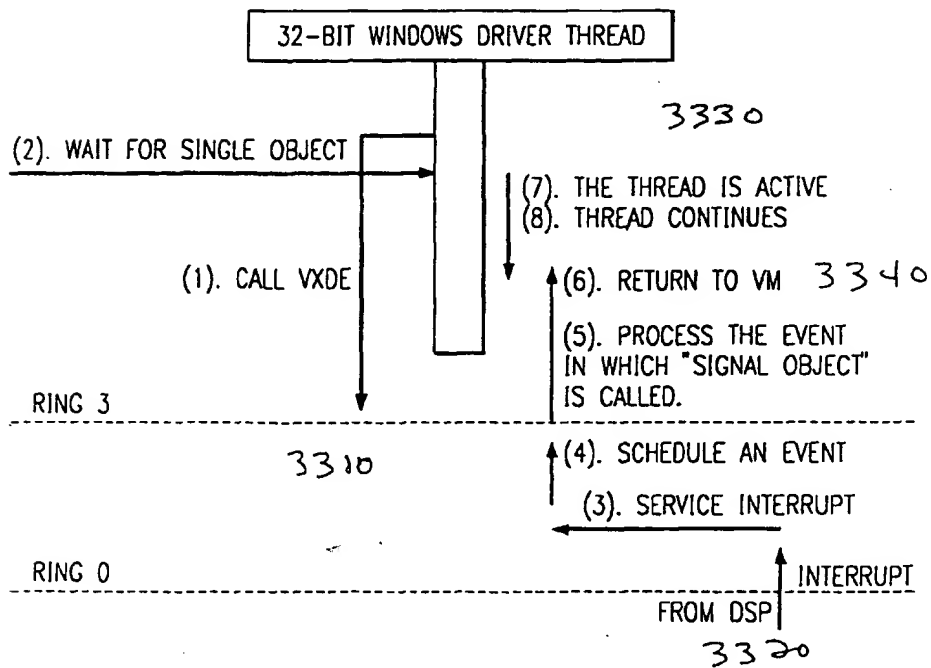 32-BIT WINDOWS DRIVER THREAD
3330
(2). WAIT FOR SINGLE OBJECT
(7). THE THREAD IS ACTIVE
(8). THREAD CONTINUES
(1). CALL VXDE
(6). RETURN TO VM 3340
(5). PROCESS THE EVENT
IN WHICH "SIGNAL OBJECT"
IS CALLED.
RING 3
3310
(4). SCHEDULE AN EVENT
(3). SERVICE INTERRUPT
RING 0
INTERRUPT
FROM DSP
3320